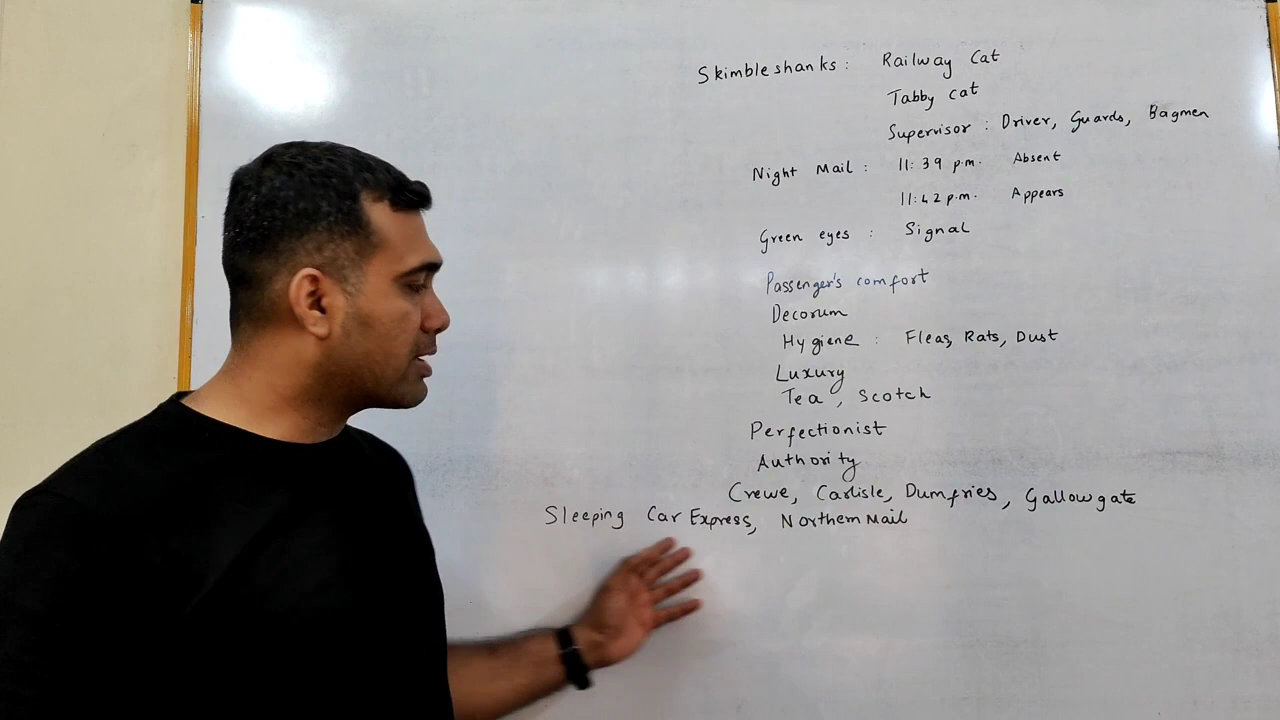 Skimbleshanks : Railway Cat
Tabby cat
Supervisor : Driver, Guards, Bagmen
Night Mail : 11:39 p.m. Absent
11:42 p.m. Appears
Green eyes : Signal
Passenger's comfort
Decorum
Hygiene : Fleas, Rats, Dust
Luxury
Tea, Scotch
Perfectionist
Authority
Crewe, Carlisle, Dumfries, Gallowgate
Sleeping Car Express, Northern Mail